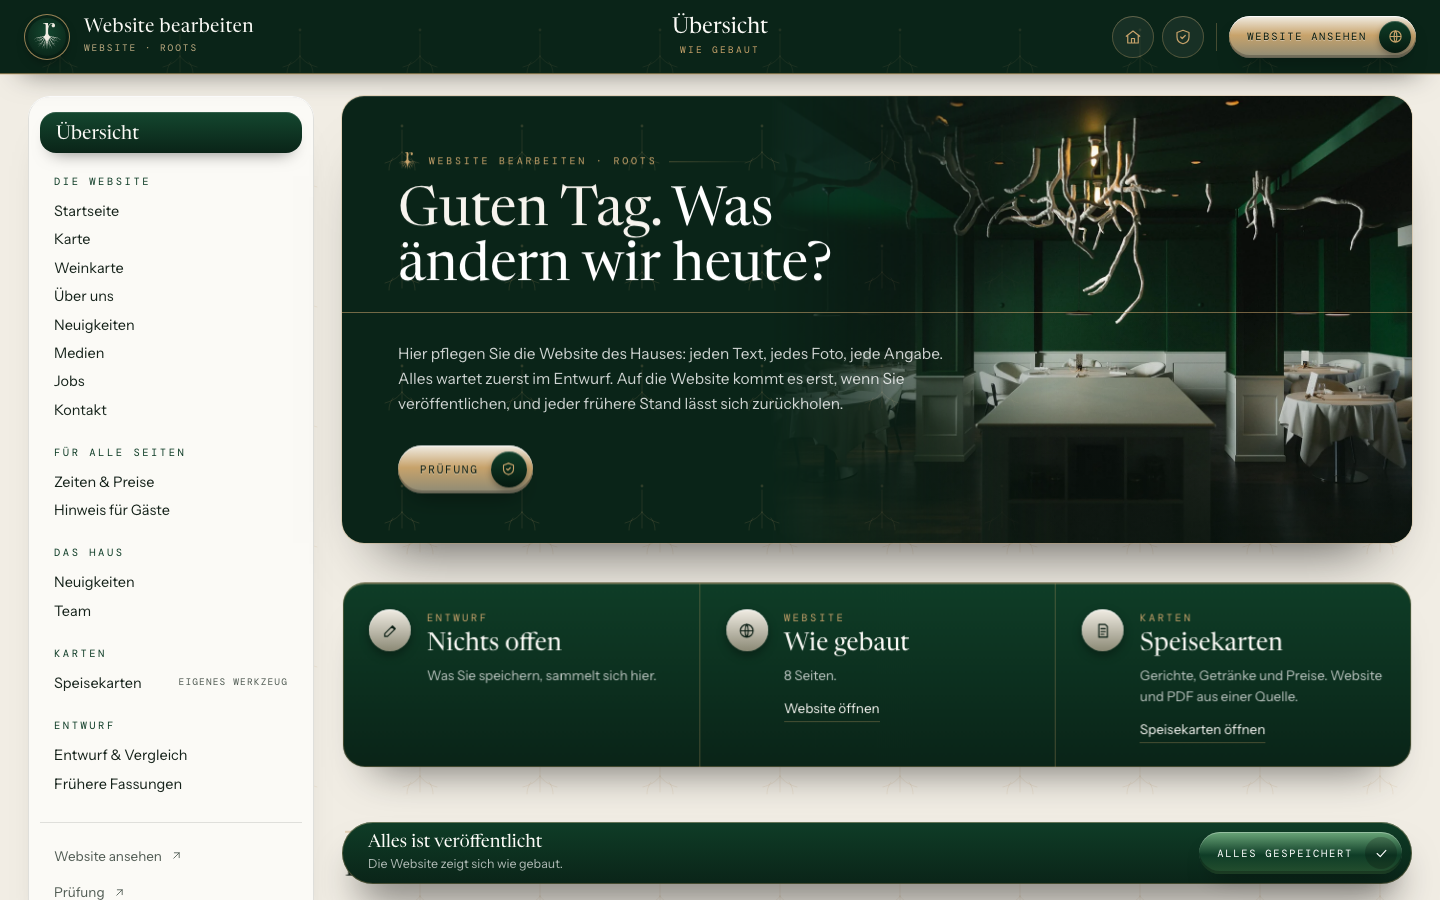 Website bearbeiten
WEBSITE · ROOTS
Übersicht
WIE GEBAUT
WEBSITE ANSEHEN
Übersicht
DIE WEBSITE
Startseite
Karte
Weinkarte
Über uns
Neuigkeiten
Medien
Jobs
Kontakt
FÜR ALLE SEITEN
Zeiten & Preise
Hinweis für Gäste
DAS HAUS
Neuigkeiten
Team
KARTEN
Speisekarten
EIGENES WERKZEUG
ENTWURF
Entwurf & Vergleich
Frühere Fassungen
Website ansehen
Prüfung
WEBSITE BEARBEITEN · ROOTS
Guten Tag. Was
ändern wir heute?
Hier pflegen Sie die Website des Hauses: jeden Text, jedes Foto, jede Angabe.
Alles wartet zuerst im Entwurf. Auf die Website kommt es erst, wenn Sie
veröffentlichen, und jeder frühere Stand lässt sich zurückholen.
PRÜFUNG
ENTWURF
Nichts offen
Was Sie speichern, sammelt sich hier.
WEBSITE
Wie gebaut
8 Seiten.
Website öffnen
KARTEN
Speisekarten
Gerichte, Getränke und Preise. Website
und PDF aus einer Quelle.
Speisekarten öffnen
Alles ist veröffentlicht
Die Website zeigt sich wie gebaut.
ALLES GESPEICHERT